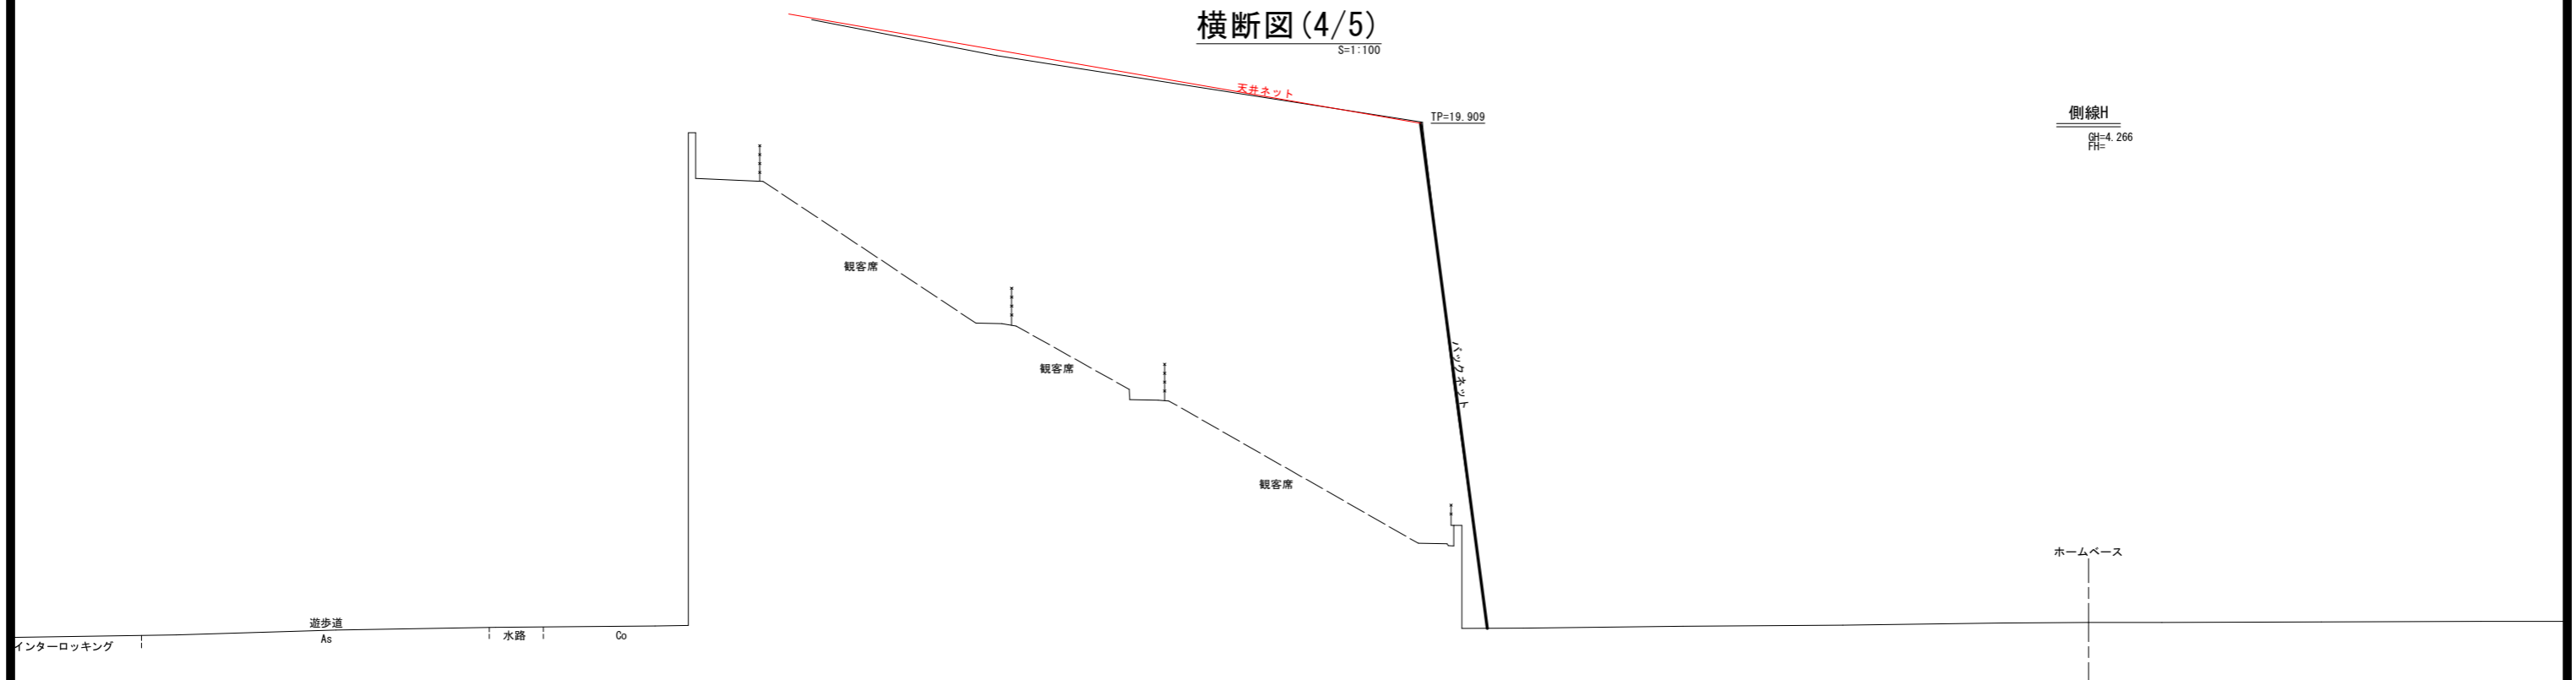 横断図(4/5)
S=1:100
天井ネット
TP=19.909
側線H
GH=4.266
FH=
観客席
観客席
バックネット
観客席
ホームベース
遊歩道
インターロッキング
As
水路
Co